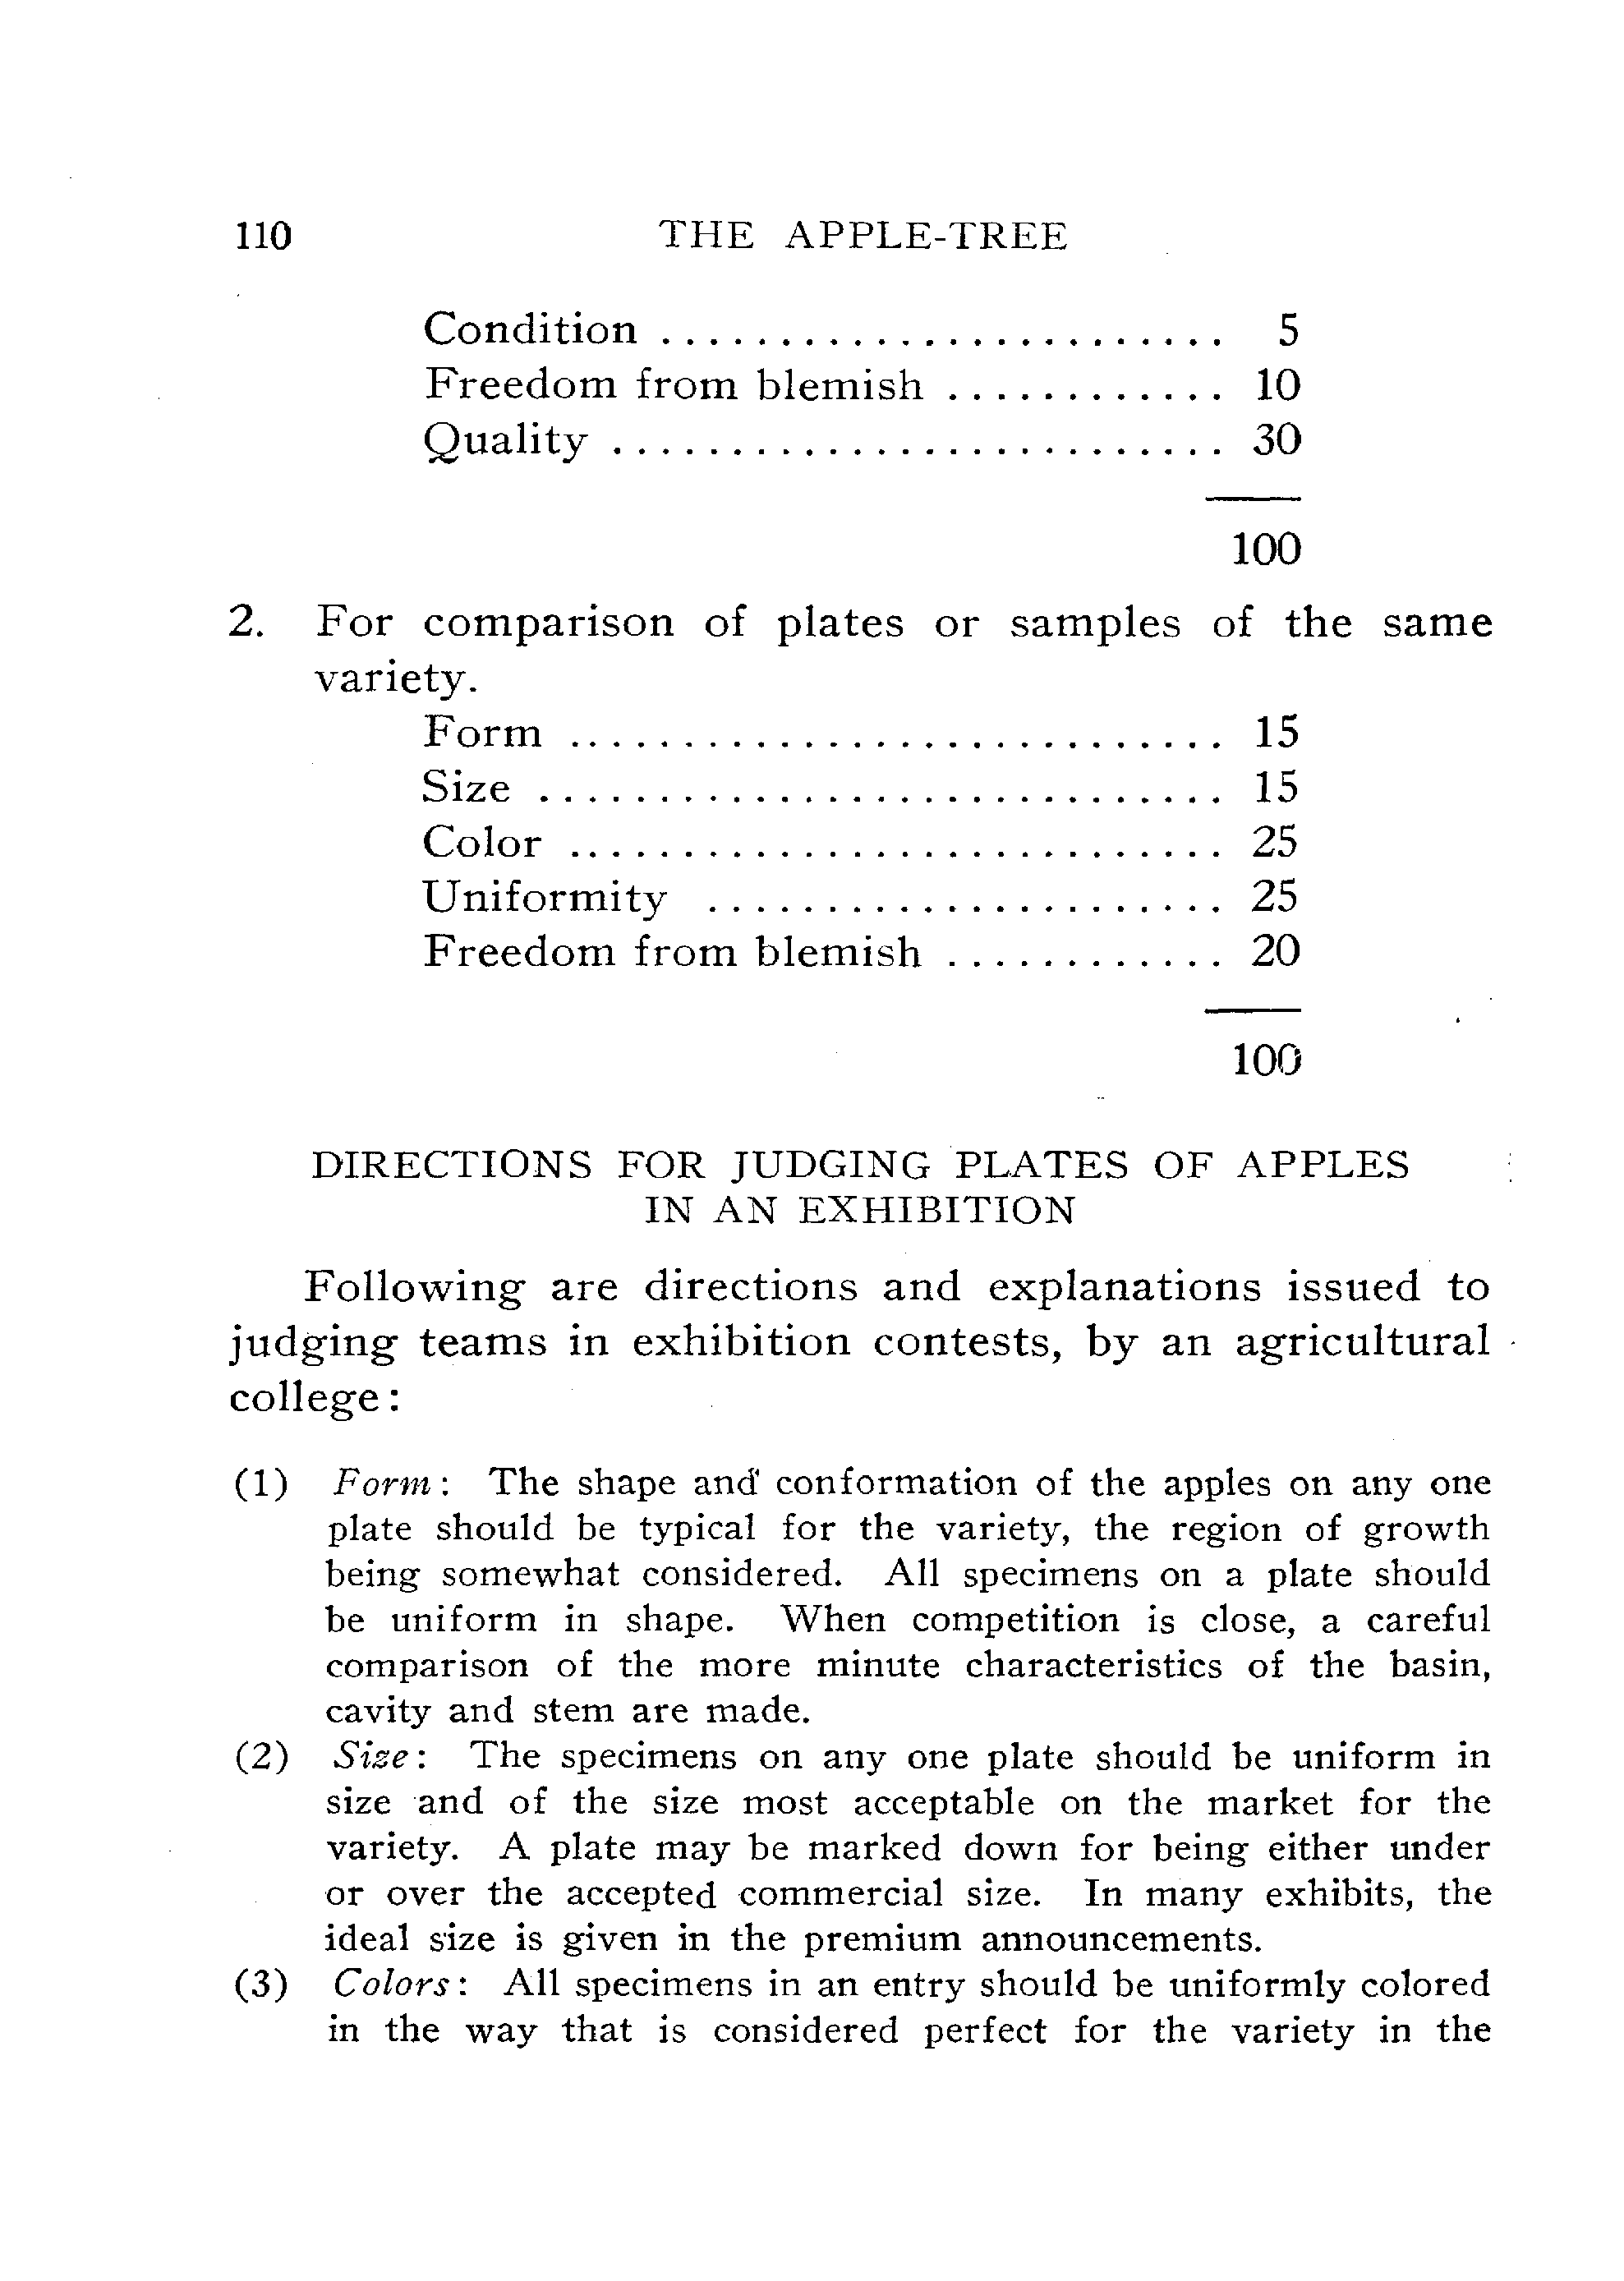 110 THE APPLE-TREE
Condition ........................ 5
Freedom from blemish ............ 10
Quality .......................... 30
100
2. For comparison of plates or samples of the same
variety.
Form ............................ 15
Size ............................. 15
Color ............................ 25
Uniformity ...................... 25
Freedom from blemish ............ 20
100
DIRECTIONS FOR JUDGING PLATES OF APPLES
IN AN EXHIBITION
Following are directions and explanations issued to
judging teams in exhibition contests, by an agricultural
college:
(1) Form: The shape and conformation of the apples on any one
plate should be typical for the variety, the region of growth
being somewhat considered. All specimens on a plate should
be uniform in shape. When competition is close, a careful
comparison of the more minute characteristics of the basin,
cavity and stem are made.
(2) Size: The specimens on any one plate should be uniform in
size and of the size most acceptable on the market for the
variety. A plate may be marked down for being either under
or over the accepted commercial size. In many exhibits, the
ideal size is given in the premium announcements.
(3) Colors: All specimens in an entry should be uniformly colored
in the way that is considered perfect for the variety in the